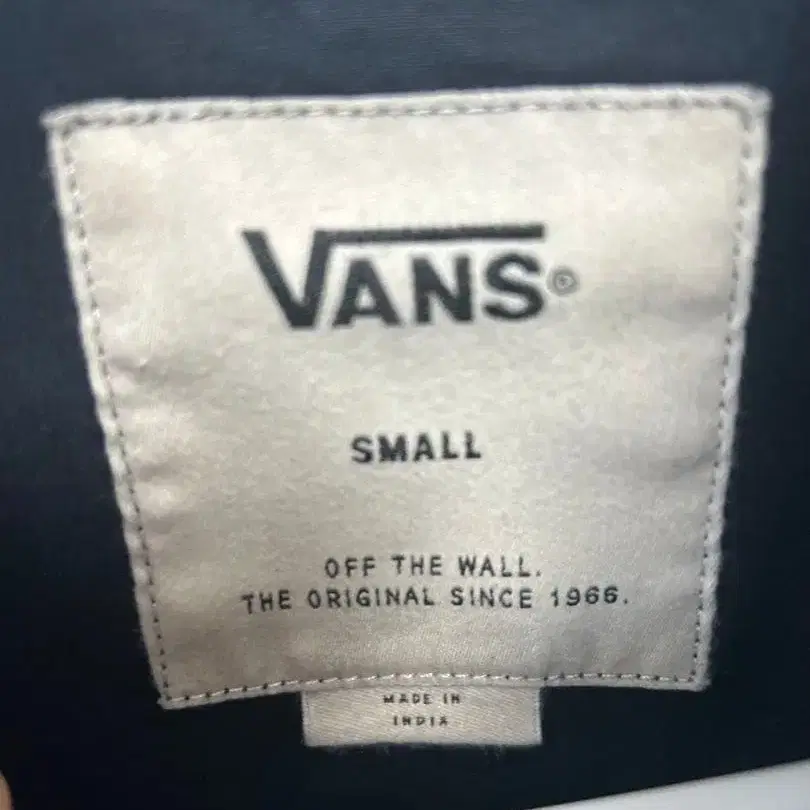 VANS®
SMALL
OFF THE WALL.
THE ORIGINAL SINCE 1966.
MADE IN
INDIA